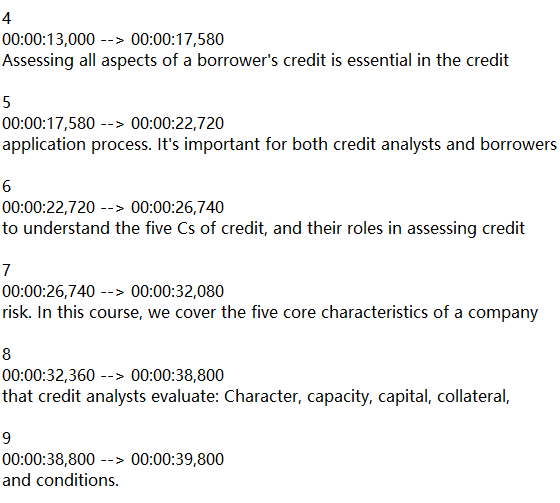 4
00:00:13,000 --> 00:00:17,580
Assessing all aspects of a borrower's credit is essential in the credit
5
00:00:17,580 --> 00:00:22,720
application process. It's important for both credit analysts and borrowers
6
00:00:22,720 --> 00:00:26,740
to understand the five Cs of credit, and their roles in assessing credit
7
00:00:26,740 --> 00:00:32,080
risk. In this course, we cover the five core characteristics of a company
8
00:00:32,360 --> 00:00:38,800
that credit analysts evaluate: Character, capacity, capital, collateral,
9
00:00:38,800 --> 00:00:39,800
and conditions.